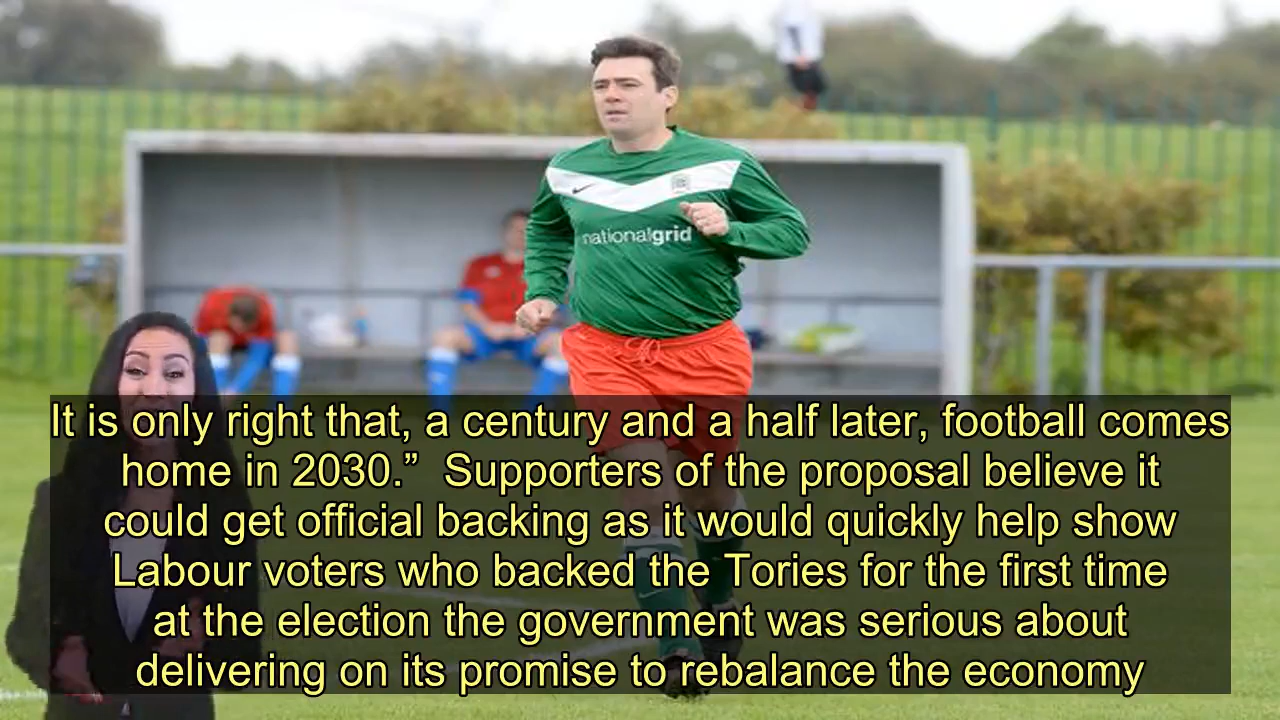 nationalgrid
It is only right that, a century and a half later, football comes
home in 2030.”  Supporters of the proposal believe it
could get official backing as it would quickly help show
Labour voters who backed the Tories for the first time
at the election the government was serious about
delivering on its promise to rebalance the economy